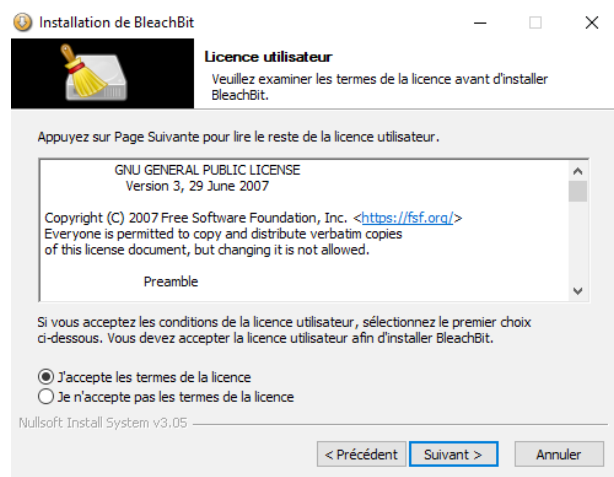 Installation de BleachBit
Licence utilisateur
Veuillez examiner les termes de la licence avant d'installer
BleachBit.
Appuyez sur Page Suivante pour lire le reste de la licence utilisateur.
GNU GENERAL PUBLIC LICENSE
Version 3, 29 June 2007
Copyright (C) 2007 Free Software Foundation, Inc. <https://fsf.org/>
Everyone is permitted to copy and distribute verbatim copies
of this license document, but changing it is not allowed.
Preamble
Si vous acceptez les conditions de la licence utilisateur, sélectionnez le premier choix
ci-dessous. Vous devez accepter la licence utilisateur afin d'installer BleachBit.
J'accepte les termes de la licence
Je n'accepte pas les termes de la licence
Nullsoft Install System v3.05
< Précédent Suivant > Annuler